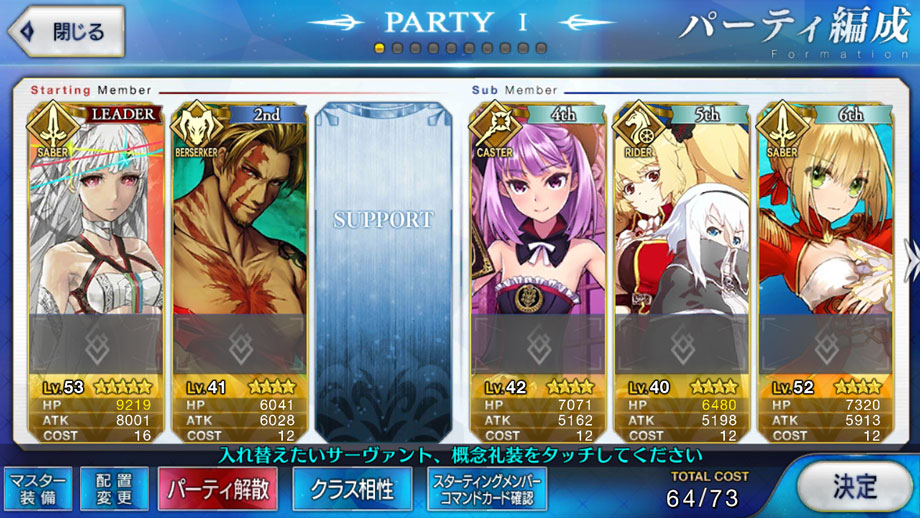 閉じる
PARTY I
パーティ編成
Formation
Starting Member
Sub Member
LEADER
SABER
2nd
BERSERKER
SUPPORT
4th
CASTER
5th
RIDER
6th
SABER
Lv.53
HP 9219
ATK 8001
COST 16
Lv.41
HP 6041
ATK 6028
COST 12
Lv.42
HP 7071
ATK 5162
COST 12
Lv.40
HP 6480
ATK 5198
COST 12
Lv.52
HP 7320
ATK 5913
COST 12
入れ替えたいサーヴァント、概念礼装をタッチしてください
マスター
装備
配置
変更
パーティ解散
クラス相性
スターティングメンバー
コマンドカード確認
TOTAL COST
64/73
決定